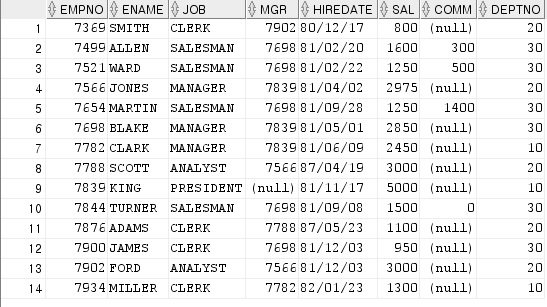 EMPNO ENAME JOB MGR HIREDATE SAL COMM DEPTNO
1 7369 SMITH CLERK 7902 80/12/17 800 (null) 20
2 7499 ALLEN SALESMAN 7698 81/02/20 1600 300 30
3 7521 WARD SALESMAN 7698 81/02/22 1250 500 30
4 7566 JONES MANAGER 7839 81/04/02 2975 (null) 20
5 7654 MARTIN SALESMAN 7698 81/09/28 1250 1400 30
6 7698 BLAKE MANAGER 7839 81/05/01 2850 (null) 30
7 7782 CLARK MANAGER 7839 81/06/09 2450 (null) 10
8 7788 SCOTT ANALYST 7566 87/04/19 3000 (null) 20
9 7839 KING PRESIDENT (null) 81/11/17 5000 (null) 10
10 7844 TURNER SALESMAN 7698 81/09/08 1500 0 30
11 7876 ADAMS CLERK 7788 87/05/23 1100 (null) 20
12 7900 JAMES CLERK 7698 81/12/03 950 (null) 30
13 7902 FORD ANALYST 7566 81/12/03 3000 (null) 20
14 7934 MILLER CLERK 7782 82/01/23 1300 (null) 10